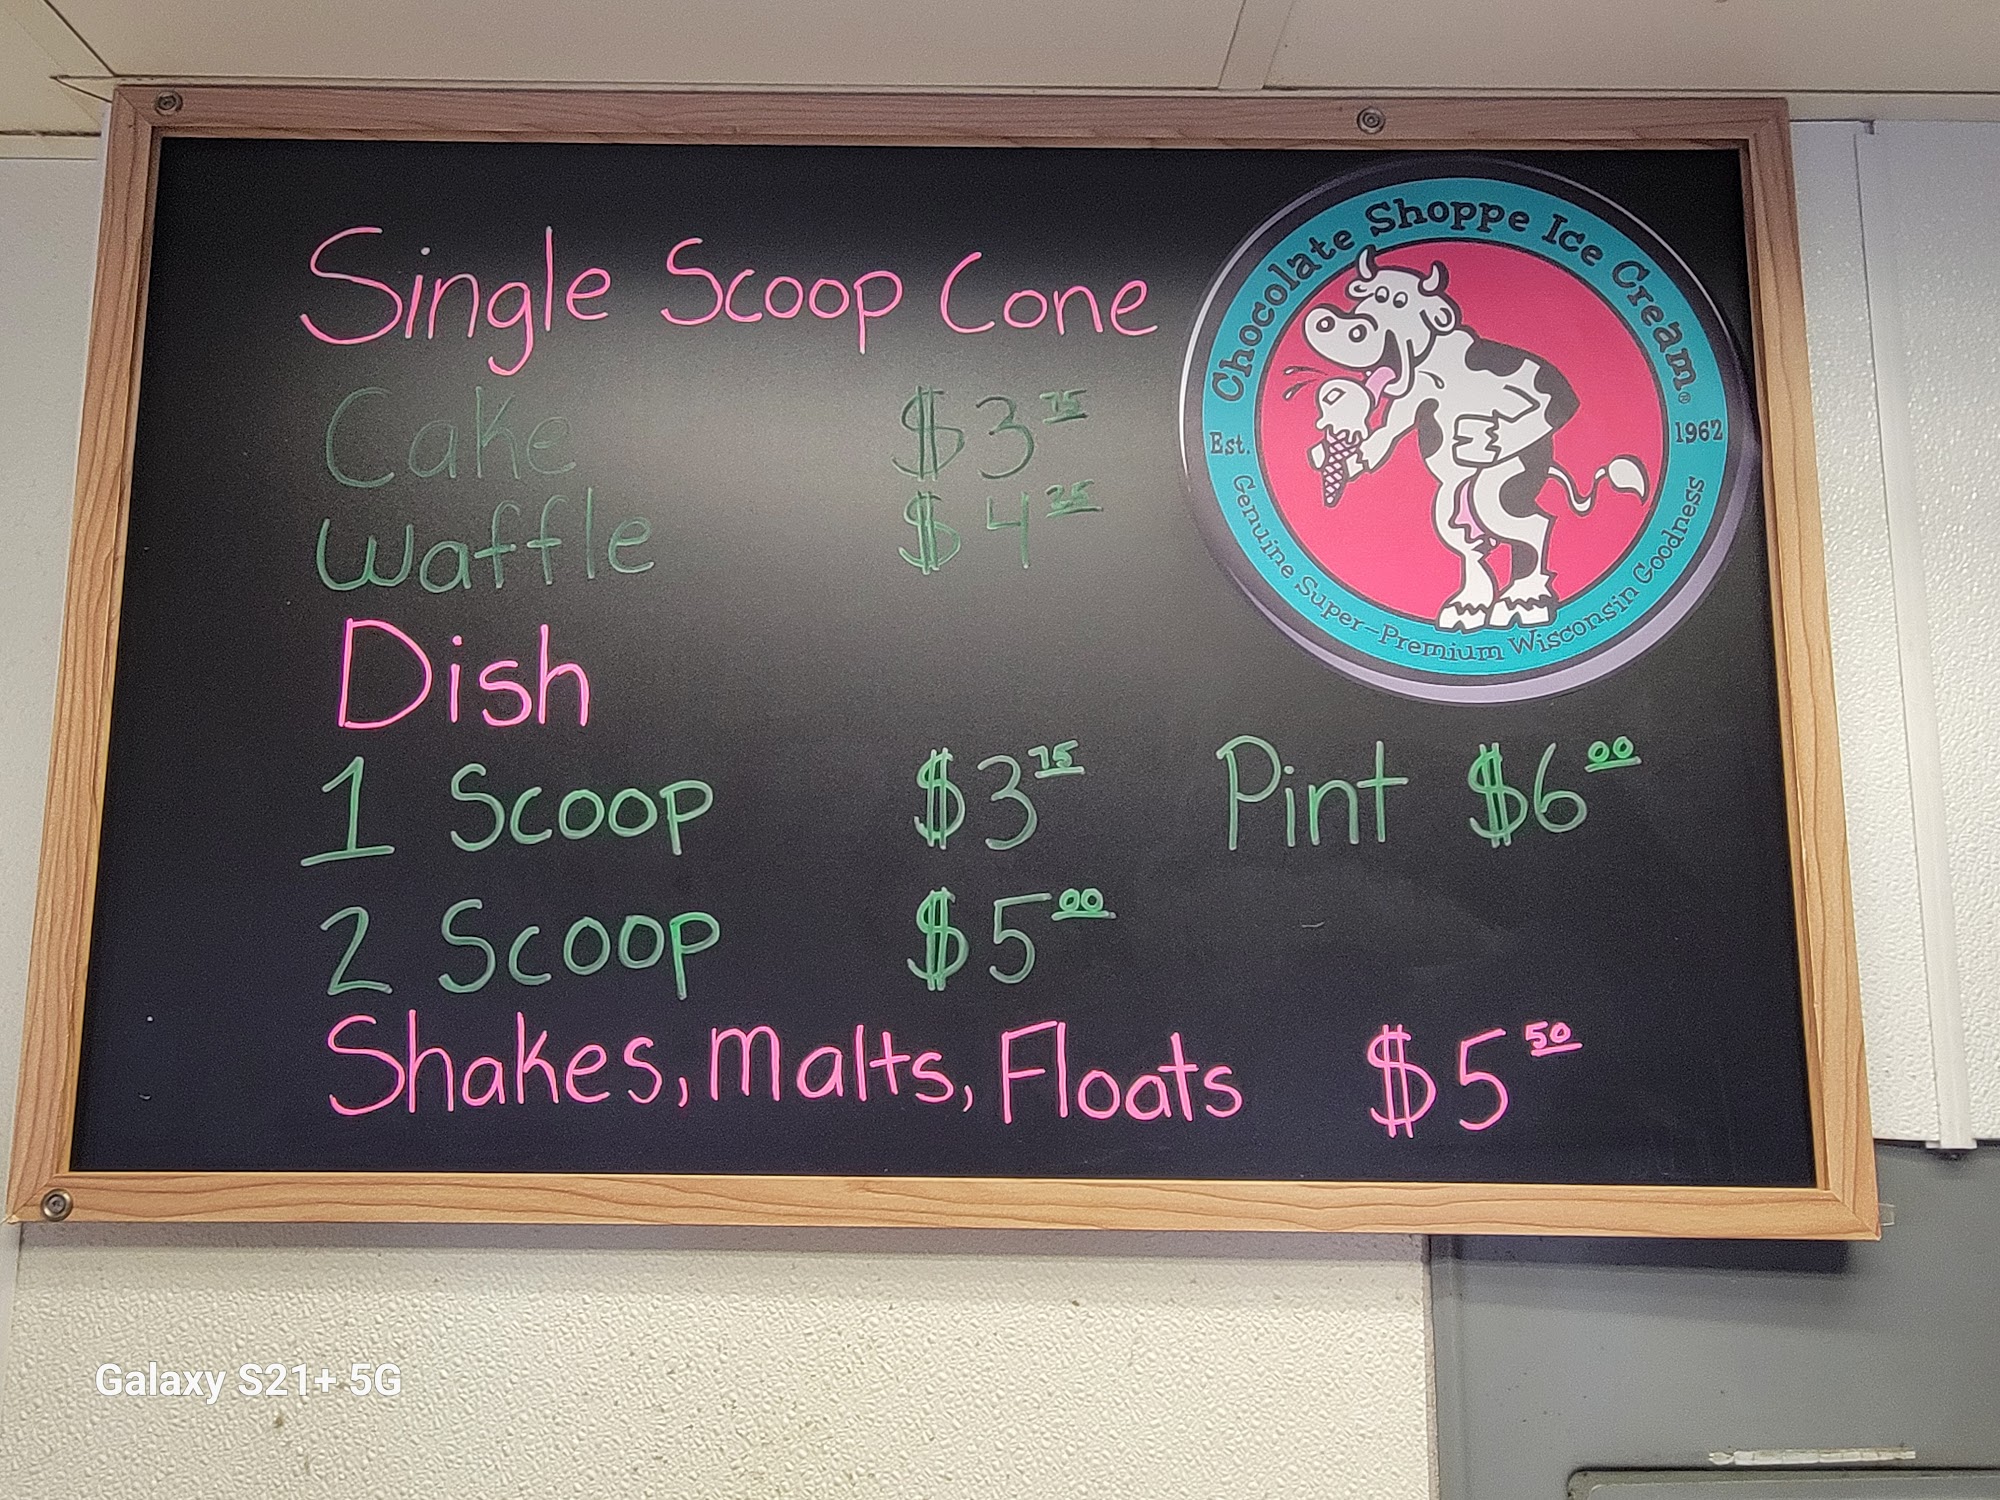 Single Scoop Cone
Cake $3 75
Waffle $4 25
Dish
1 Scoop $3 75 Pint $6 00
2 Scoop $5 00
Shakes, Malts, Floats $5 50
Chocolate Shoppe Ice Cream®
Est. 1962
Genuine Super-Premium Wisconsin Goodness
Galaxy S21+ 5G